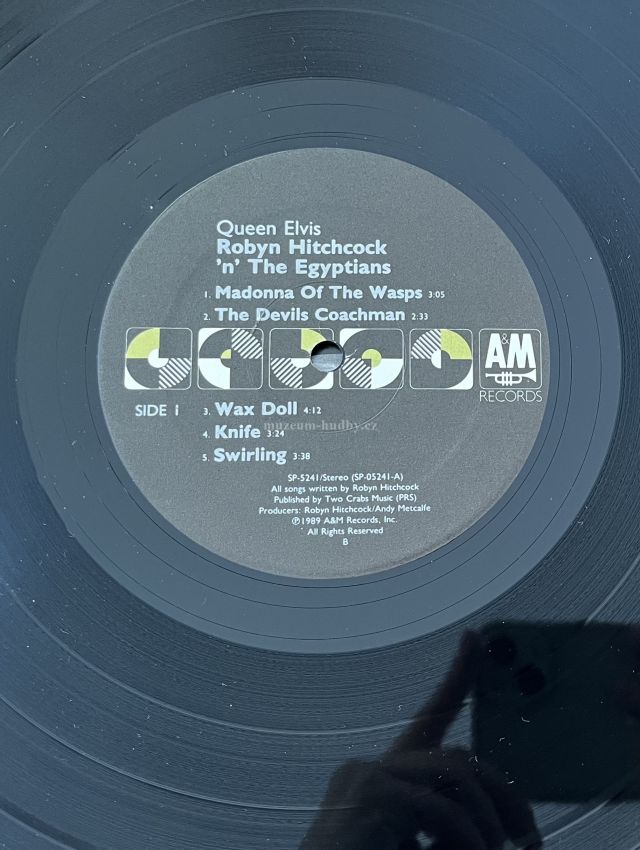 Queen Elvis
Robyn Hitchcock
'n' The Egyptians
1. Madonna Of The Wasps 3:05
2. The Devils Coachman 2:33
A&M
RECORDS
SIDE 1
3. Wax Doll 4:12
muzeum-hudby.cz
4. Knife 3:24
5. Swirling 3:38
SP-5241/Stereo (SP-05241-A)
All songs written by Robyn Hitchcock
Published by Two Crabs Music (PRS)
Producers: Robyn Hitchcock/Andy Metcalfe
℗1989 A&M Records, Inc.
All Rights Reserved
B